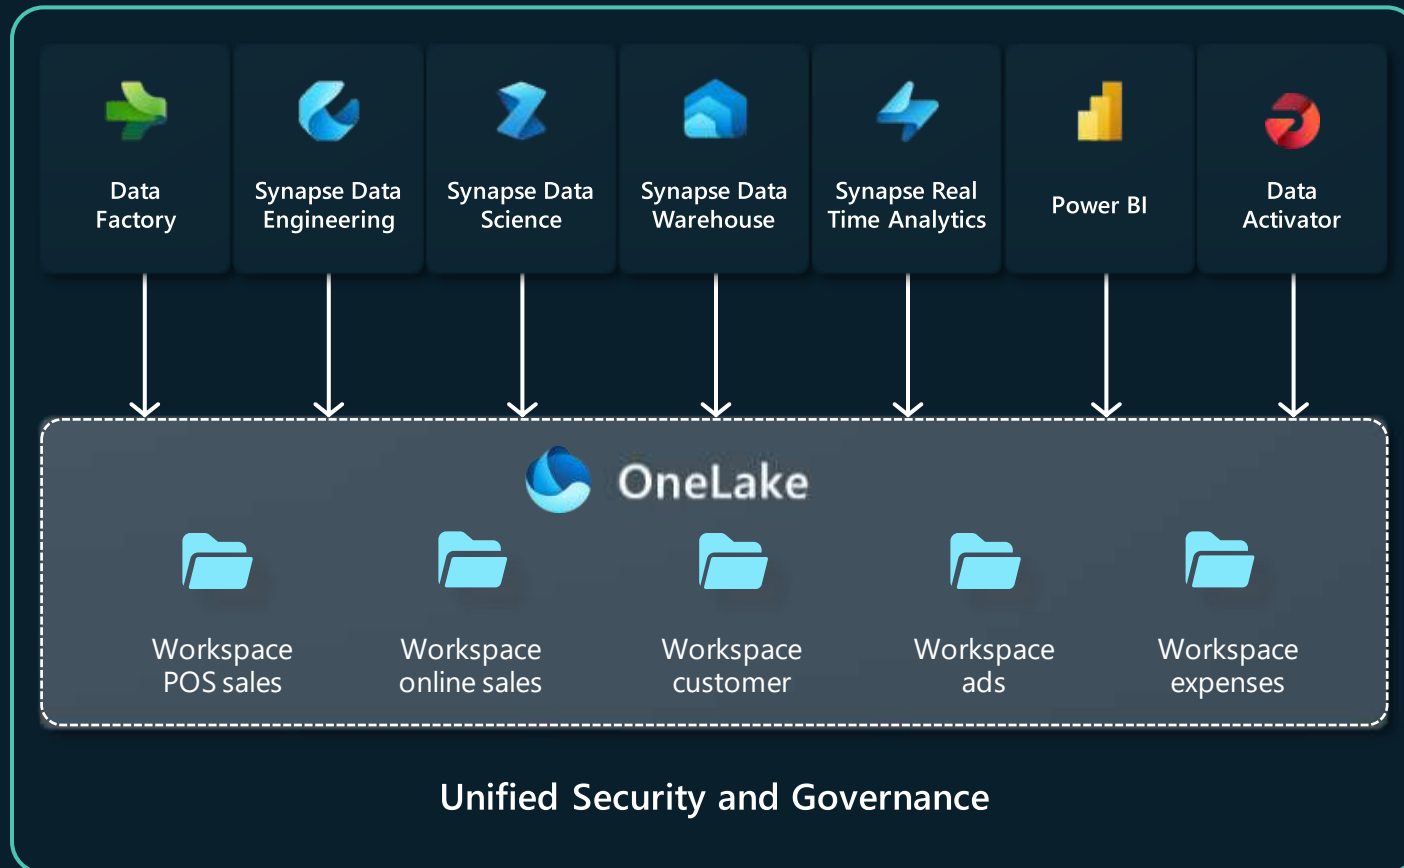 Data
Factory
Synapse Data
Engineering
Synapse Data
Science
Synapse Data
Warehouse
Synapse Real
Time Analytics
Power BI
Data
Activator
OneLake
Workspace
POS sales
Workspace
online sales
Workspace
customer
Workspace
ads
Workspace
expenses
Unified Security and Governance